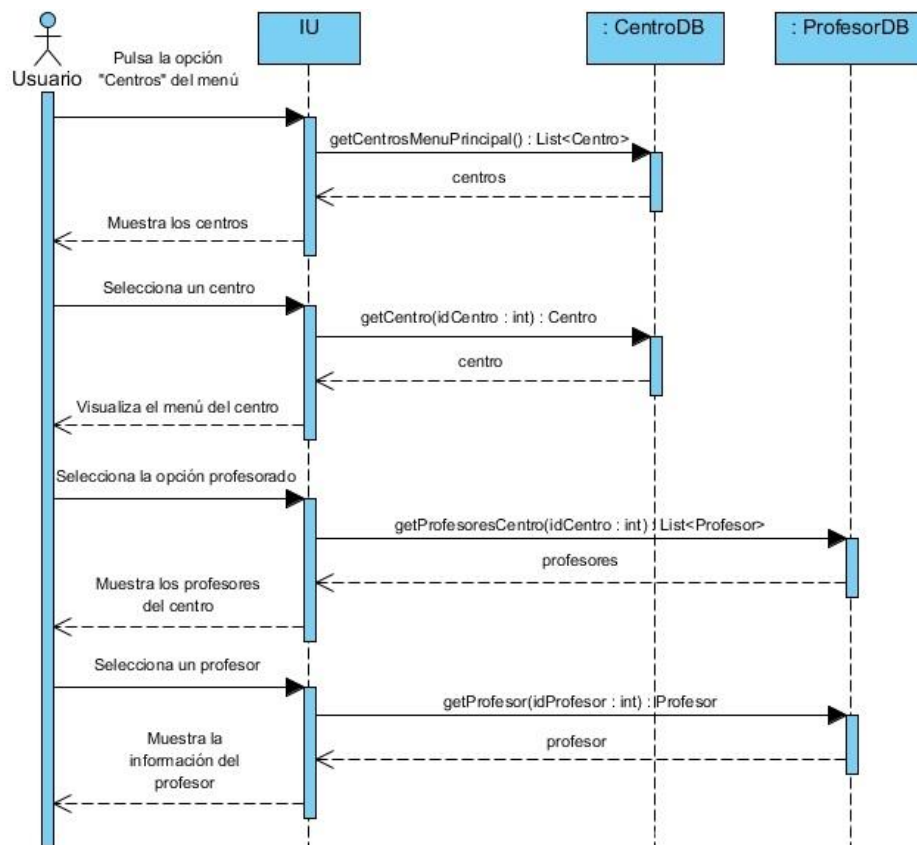 IU
: CentroDB
: ProfesorDB
Usuario
Pulsa la opción
"Centros" del menú
getCentrosMenuPrincipal() : List<Centro>
centros
Muestra los centros
Selecciona un centro
getCentro(idCentro : int) : Centro
centro
Visualiza el menú del centro
Selecciona la opción profesorado
getProfesoresCentro(idCentro : int) : List<Profesor>
profesores
Muestra los profesores
del centro
Selecciona un profesor
getProfesor(idProfesor : int) : Profesor
profesor
Muestra la
información del
profesor